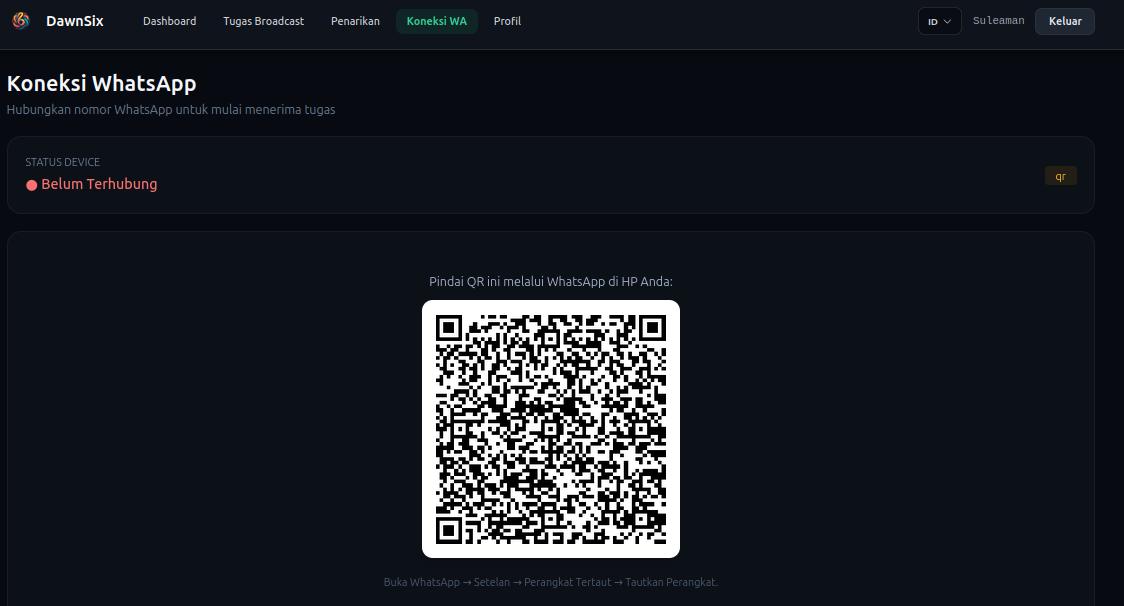 DawnSix Dashboard Tugas Broadcast Penarikan Koneksi WA Profil ID Suleaman Keluar
Koneksi WhatsApp
Hubungkan nomor WhatsApp untuk mulai menerima tugas
STATUS DEVICE
Belum Terhubung
qr
Pindai QR ini melalui WhatsApp di HP Anda:
Buka WhatsApp → Setelan → Perangkat Tertaut → Tautkan Perangkat.